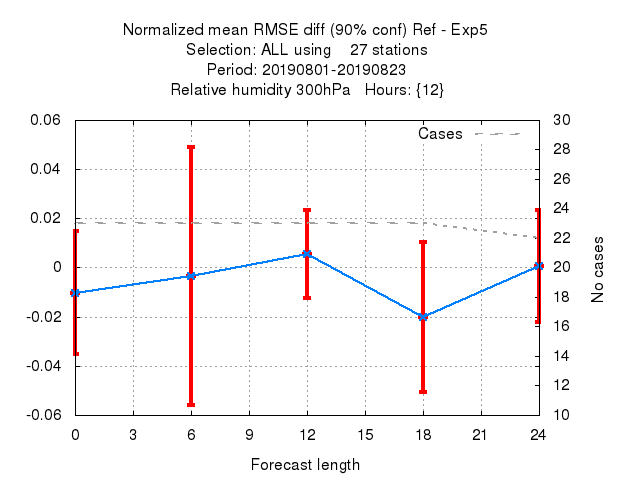 Normalized mean RMSE diff (90% conf) Ref - Exp5
Selection: ALL using    27 stations
Period: 20190801-20190823
Relative humidity 300hPa   Hours: {12}
Cases
0.06
0.04
0.02
0
-0.02
-0.04
-0.06
30
28
26
24
22
20
18
16
14
12
10
No cases
0 3 6 9 12 15 18 21 24
Forecast length